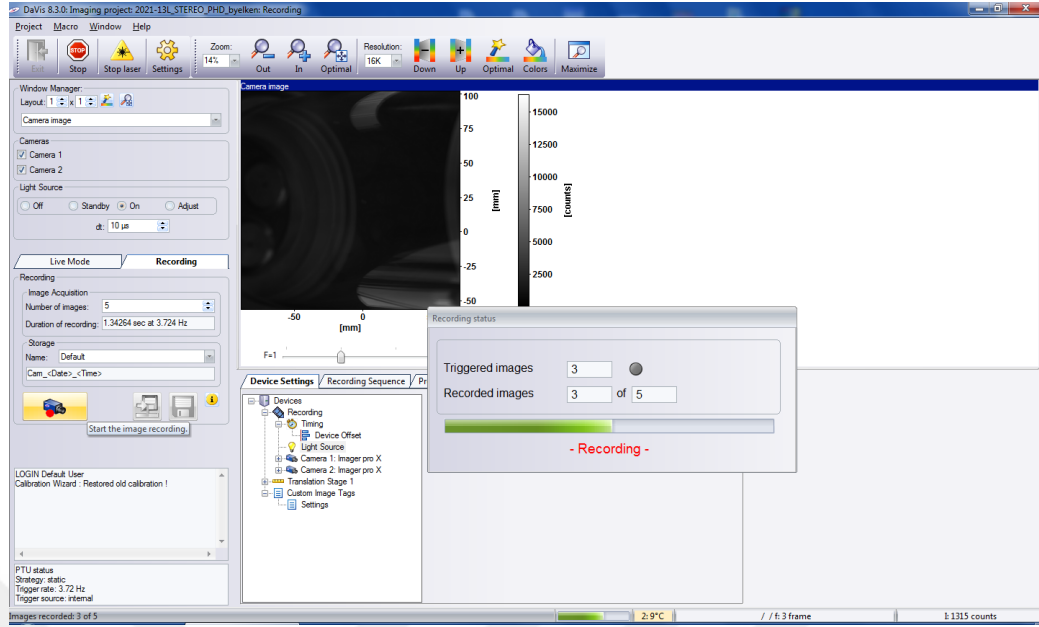 DaVis 8.3.0: Imaging project: 2021-13L_STEREO_PHD_byelken: Recording
Project Macro Window Help
Zoom:
14%
Resolution:
16K
Exit Stop Stop laser Settings Out In Optimal Down Up Optimal Colors Maximize
Window Manager:
Layout: 1 x 1
Camera image
Cameras
Camera 1
Camera 2
Light Source
Off Standby On Adjust
dt: 10 µs
Live Mode Recording
Recording
Image Acquisition
Number of images: 5
Duration of recording: 1.34264 sec at 3.724 Hz
Storage
Name: Default
Cam_<Date>_<Time>
Start the image recording.
LOGIN Default User
Calibration Wizard : Restored old calibration !
PTU status
Strategy: static
Trigger rate: 3.72 Hz
Trigger source: internal
Camera image
100
75
50
25
0
-25
-50
[mm]
-50 0
[mm]
15000
12500
10000
7500
5000
2500
[counts]
F=1
Device Settings Recording Sequence Pr
Devices
Recording
Timing
Device Offset
Light Source
Camera 1: Imager pro X
Camera 2: Imager pro X
Translation Stage 1
Custom Image Tags
Settings
Recording status
Triggered images 3
Recorded images 3 of 5
- Recording -
Images recorded: 3 of 5
2: 9°C
/ / f: 3 frame
I: 1315 counts